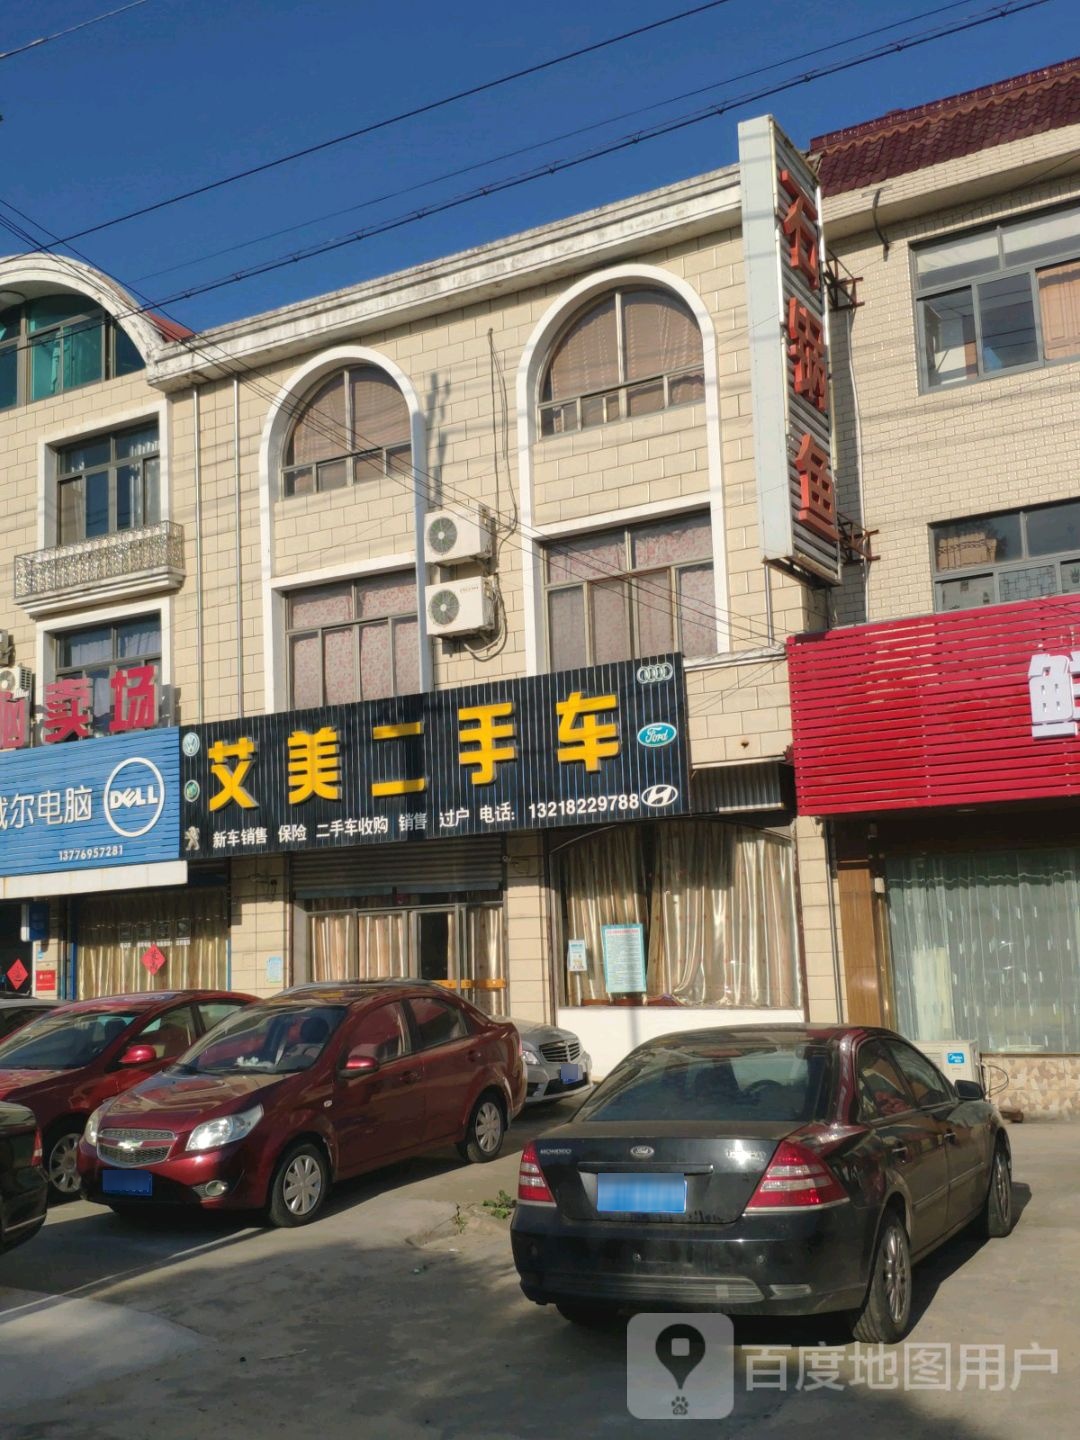 石锅鱼
卖场
尔电脑
DELL
13776957281
艾美二手车
Ford
新车销售 保险 二手车收购 销售 过户 电话: 13218229788
MONDEO
Ford
百度地图用户